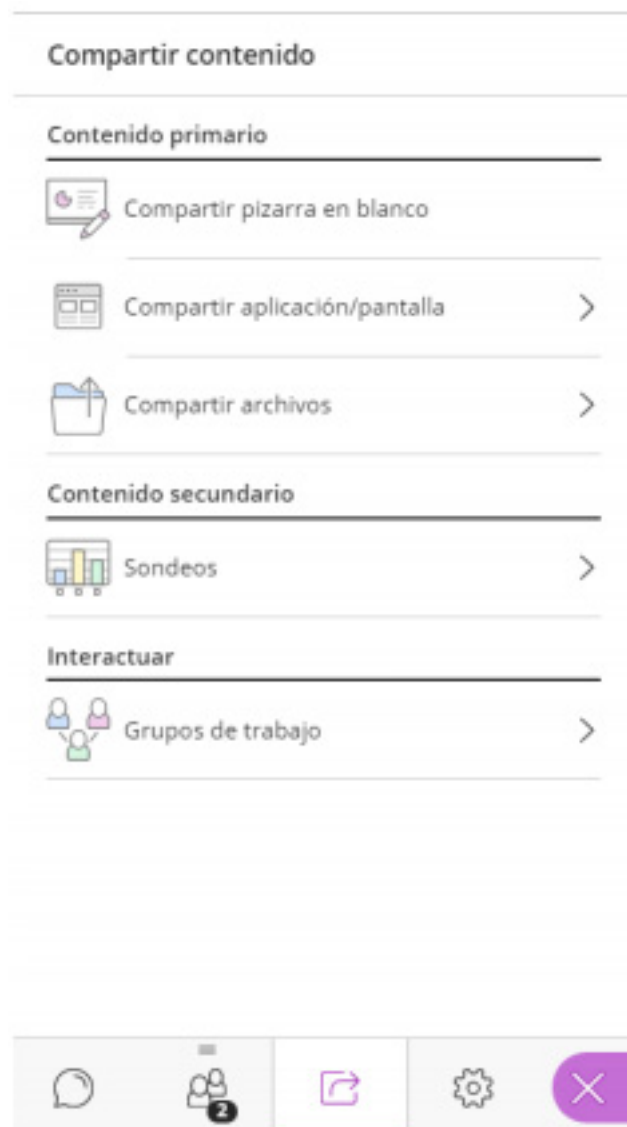 Compartir contenido
Contenido primario
Compartir pizarra en blanco
Compartir aplicación/pantalla
Compartir archivos
Contenido secundario
Sondeos
Interactuar
Grupos de trabajo
2